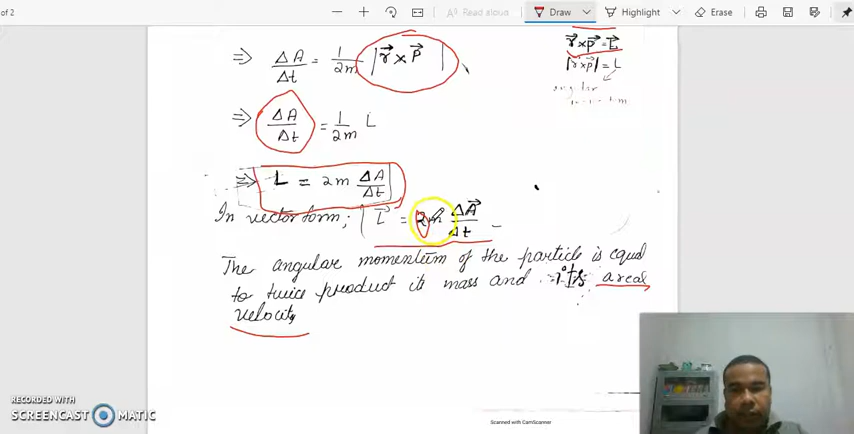 of 2
Read aloud
Draw
Highlight
Erase
⇒ ΔA/Δt = 1/2m |r⃗ × p⃗|
r⃗ × p⃗ = L⃗
|r⃗ × p⃗| = L
angular
⇒ ΔA/Δt = 1/2m L
⇒ L = 2m ΔA/Δt
In vector form; L⃗ = 2m ΔA⃗/Δt
The angular momentum of the particle is equal
to twice product its mass and its areal
velocity
RECORDED WITH
SCREENCAST MATIC
Scanned with CamScanner